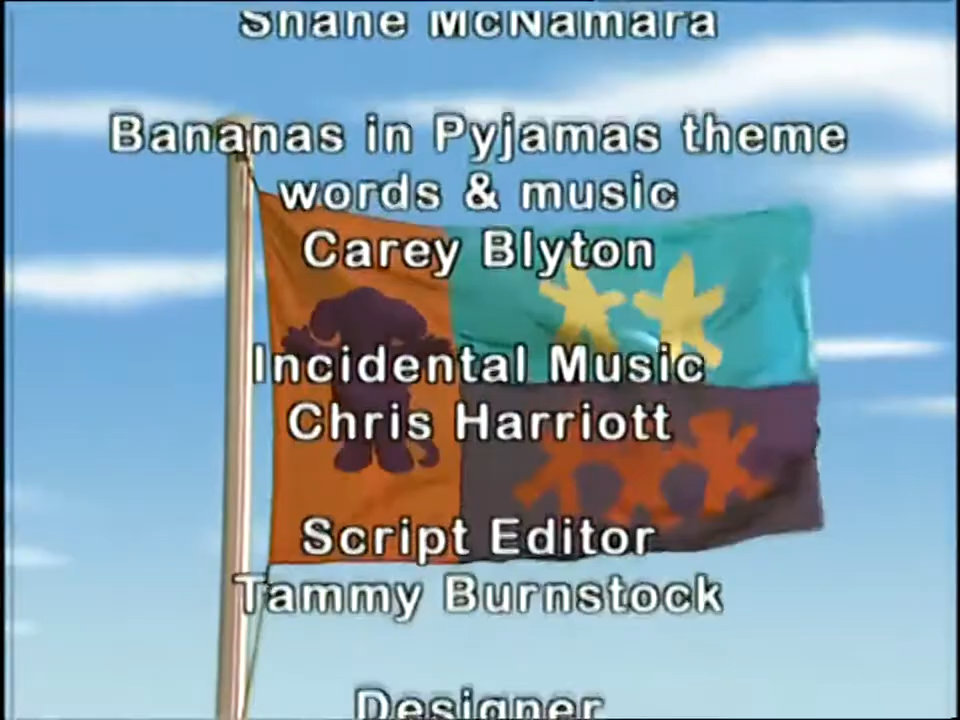 Shane McNamara
Bananas in Pyjamas theme
words & music
Carey Blyton
Incidental Music
Chris Harriott
Script Editor
Tammy Burnstock
Designer